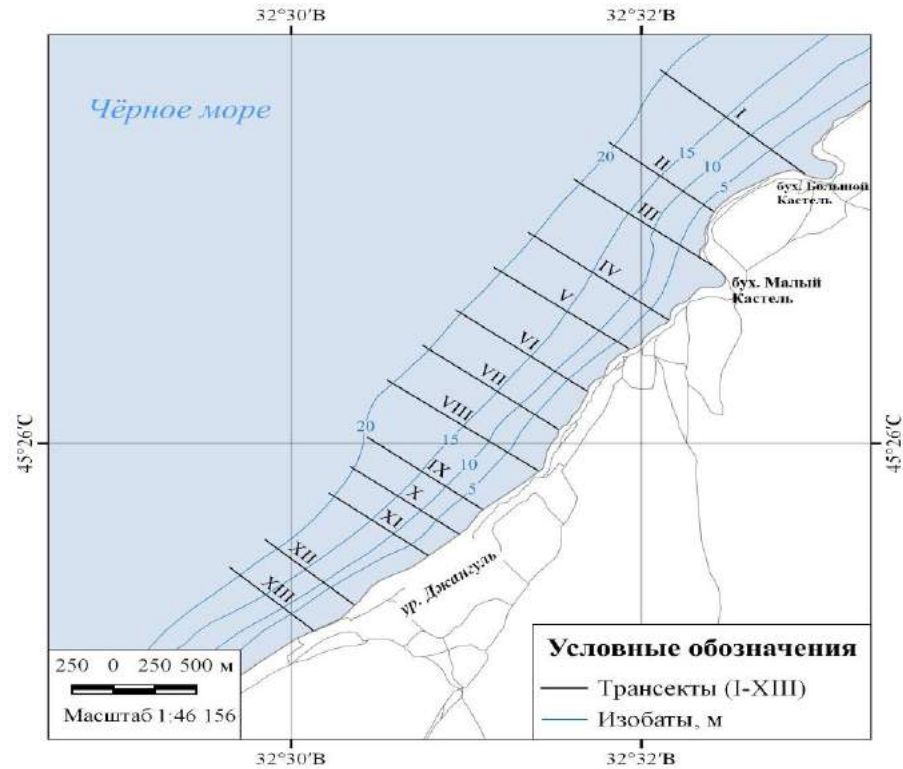 32°30'В
32°32'В
Чёрное море
I
20
15
II
10
5
бух. Большой
Кастель
III
IV
бух. Малый
Кастель
V
VI
VII
VIII
45°26'С
45°26'С
20
15
IX
10
5
X
XI
XII
XIII
ур. Джангуль
250 0 250 500 м
Масштаб 1:46 156
Условные обозначения
Трансекты (I-XIII)
Изобаты, м
32°30'В
32°32'В